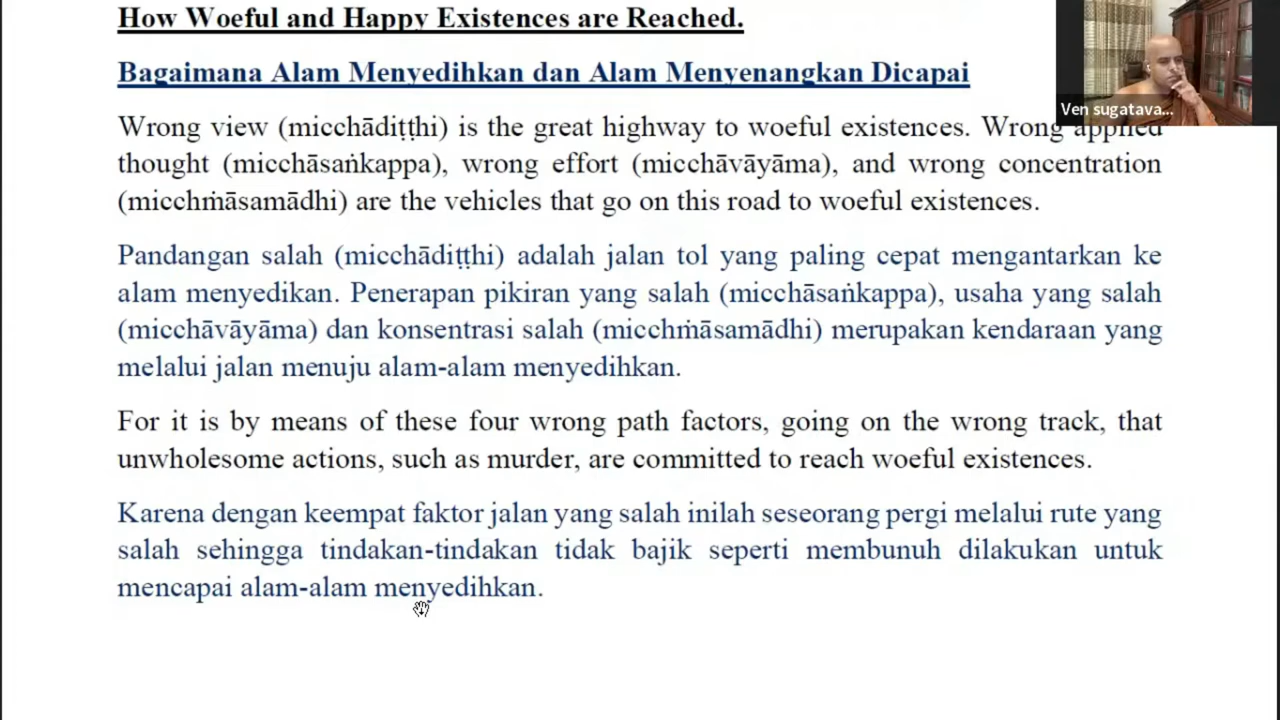 How Woeful and Happy Existences are Reached.
Bagaimana Alam Menyedihkan dan Alam Menyenangkan Dicapai
Ven sugatava...
Wrong view (micchādiṭṭhi) is the great highway to woeful existences. Wrong applied
thought (micchāsaṅkappa), wrong effort (micchāvāyāma), and wrong concentration
(micchṁāsamādhi) are the vehicles that go on this road to woeful existences.
Pandangan salah (micchādiṭṭhi) adalah jalan tol yang paling cepat mengantarkan ke
alam menyedikan. Penerapan pikiran yang salah (micchāsaṅkappa), usaha yang salah
(micchāvāyāma) dan konsentrasi salah (micchṁāsamādhi) merupakan kendaraan yang
melalui jalan menuju alam-alam menyedihkan.
For it is by means of these four wrong path factors, going on the wrong track, that
unwholesome actions, such as murder, are committed to reach woeful existences.
Karena dengan keempat faktor jalan yang salah inilah seseorang pergi melalui rute yang
salah sehingga tindakan-tindakan tidak bajik seperti membunuh dilakukan untuk
mencapai alam-alam menyedihkan.